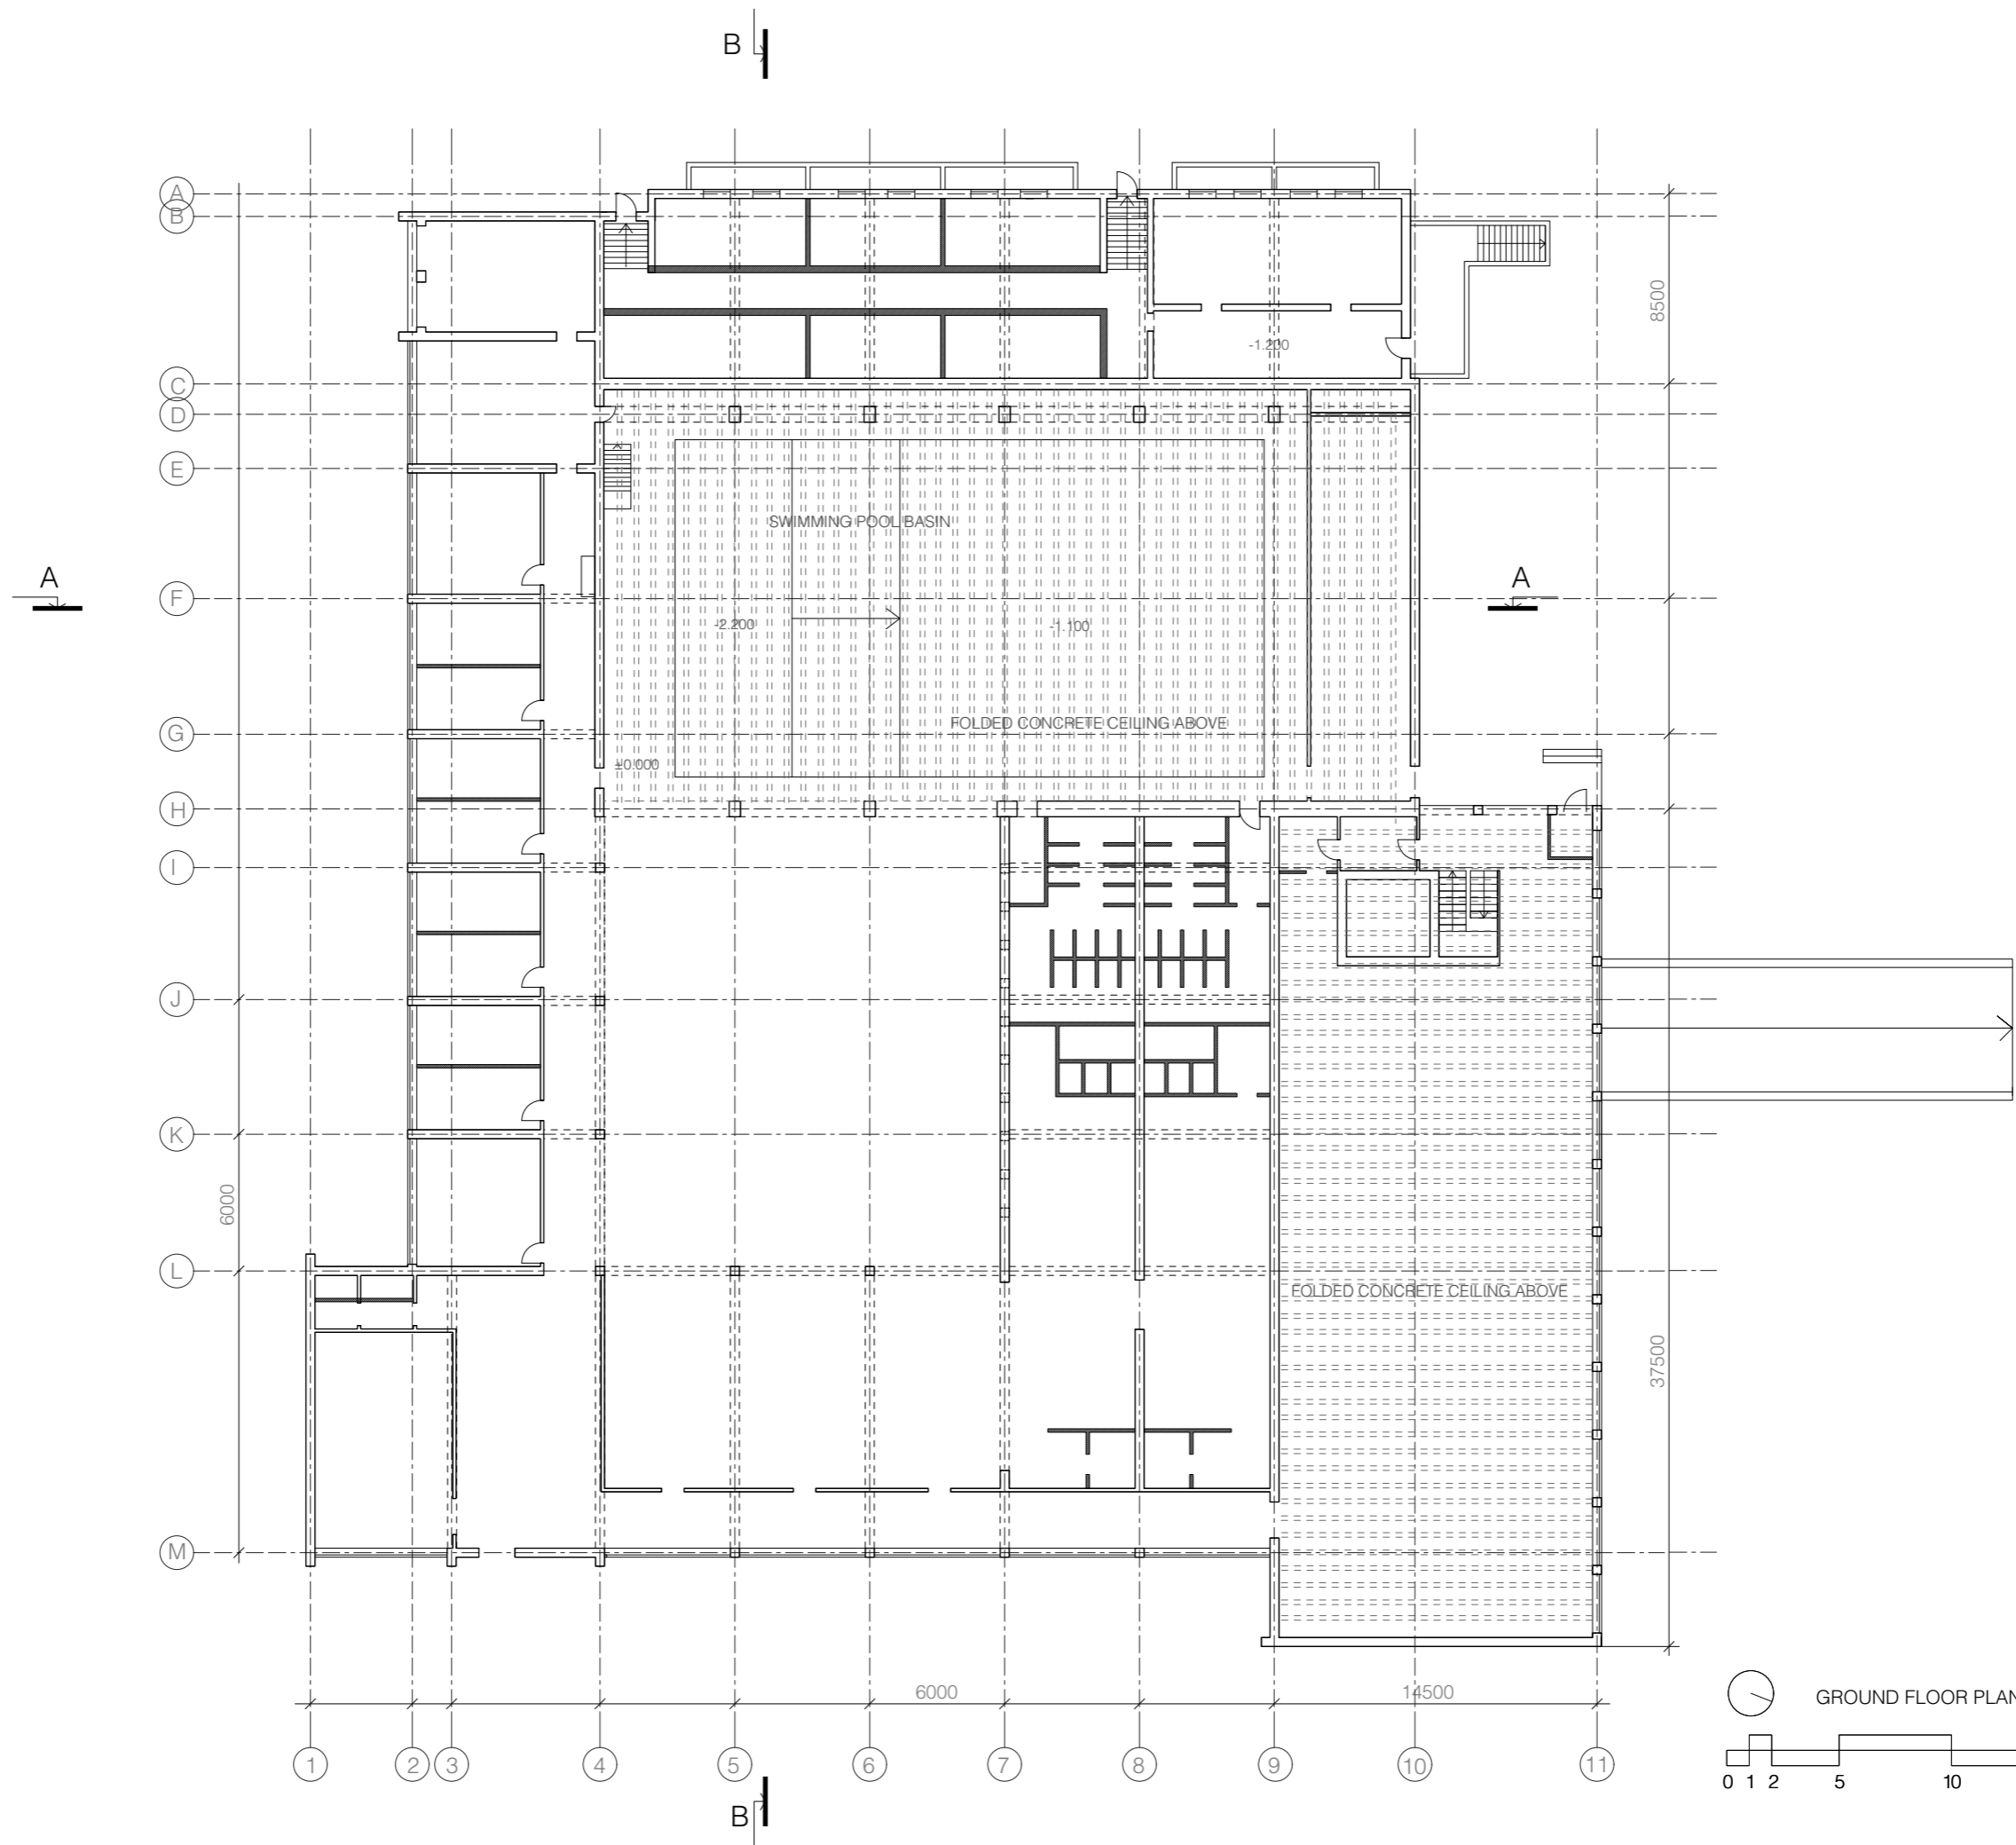 B
A
B
8500
-1.200
C
D
E
SWIMMING POOL BASIN
A
A
F
-2.200
-1.100
FOLDED CONCRETE CEILING ABOVE
G
±0.000
H
I
J
K
6000
L
FOLDED CONCRETE CEILING ABOVE
37500
M
6000
14500
GROUND FLOOR PLAN
1
2
3
4
5
6
7
8
9
10
11
0 1 2 5 10
B